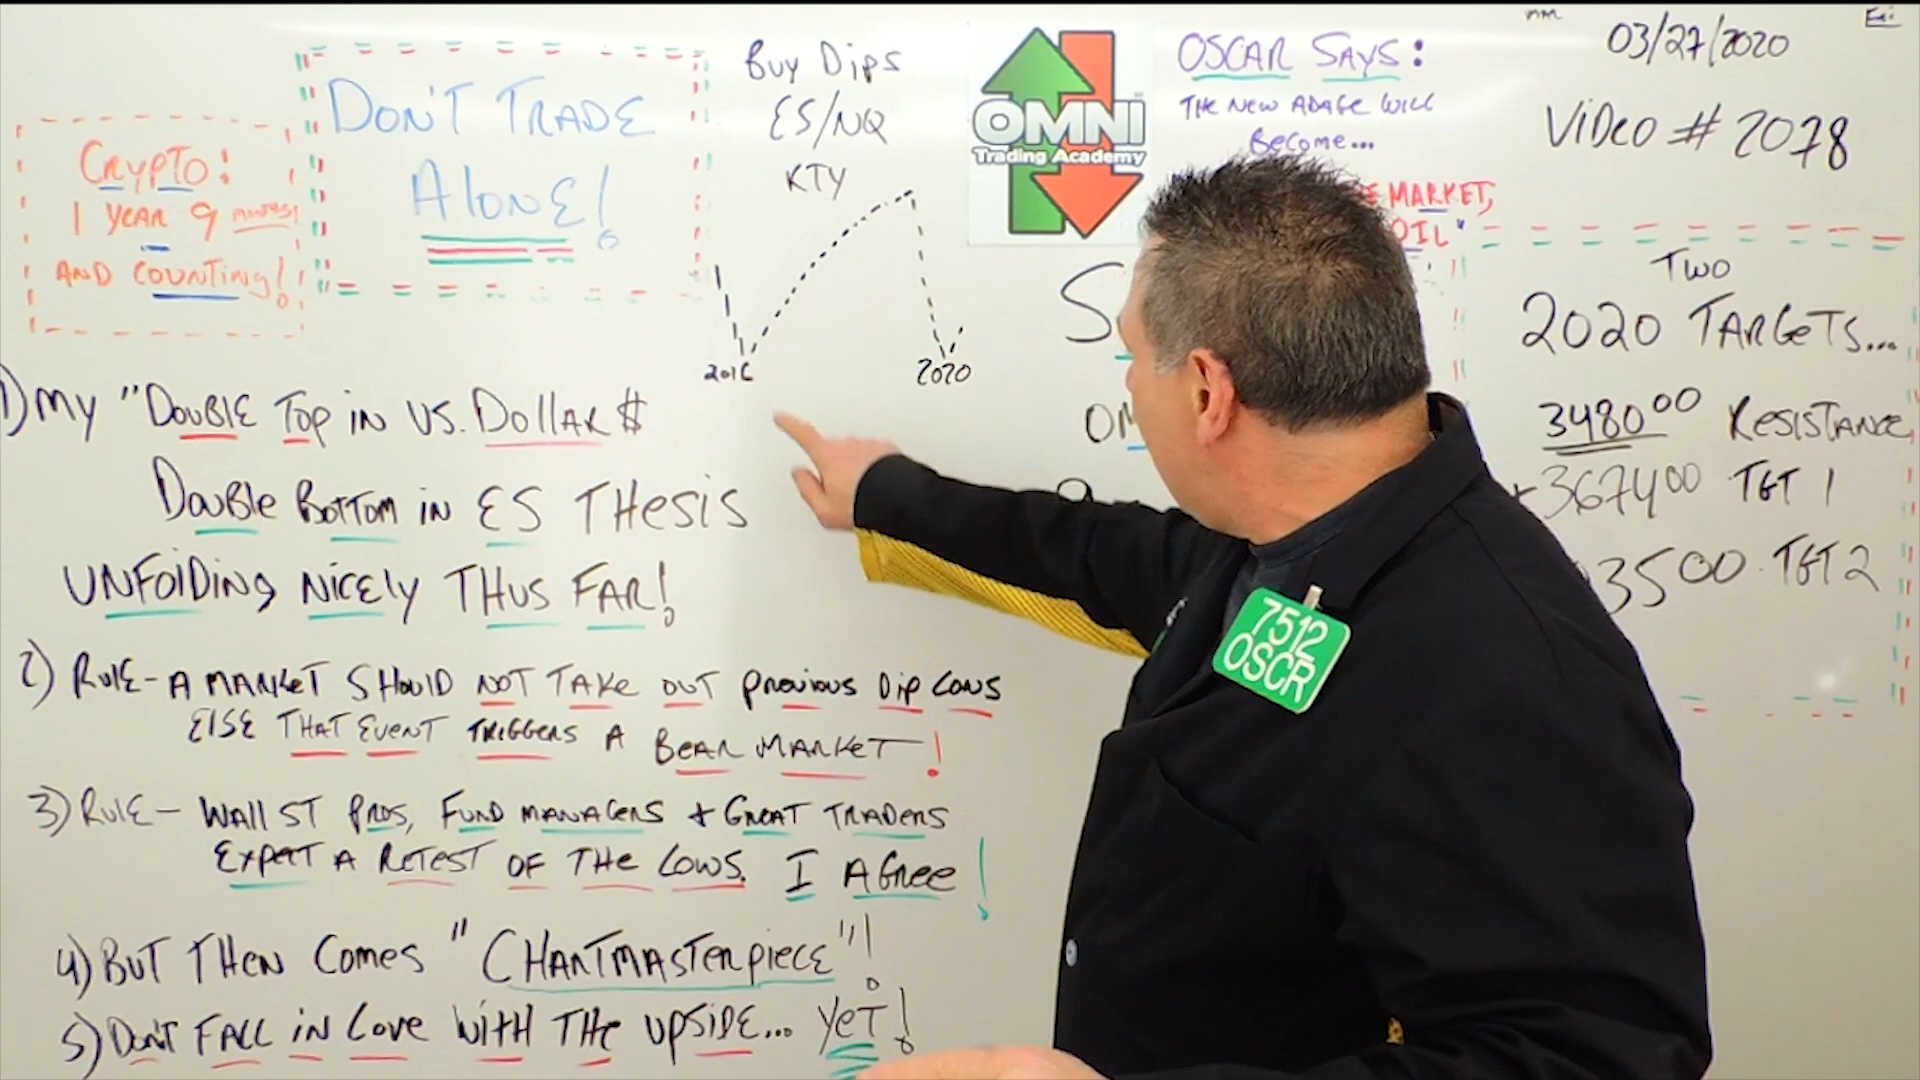 03/27/2020
VIDEO # 2078
CRYPTO:
1 YEAR 9
AND COUNTING!
DON'T TRADE
ALONE!
BUY DIPS
ES/NQ
KTY
2016
2020
OMNI
Trading Academy
OSCAR SAYS:
THE NEW ADAGE WILL
BECOME...
MARKET,
OIL"
TWO
2020 TARGETS...
3480 00 RESISTANCE
3674 00 TGT 1
3500 TGT 2
1) MY "DOUBLE TOP IN US. DOLLAR $
DOUBLE BOTTOM IN ES THESIS
UNFOLDING NICELY THUS FAR!
2) RULE - A MARKET SHOULD NOT TAKE OUT PREVIOUS DIP LOWS
ELSE THAT EVENT TRIGGERS A BEAR MARKET!
3) RULE - WALL ST PROS, FUND MANAGERS + GREAT TRADERS
EXPECT A RETEST OF THE LOWS. I AGREE!
4) BUT THEN COMES "CHARTMASTERPIECE"!
5) DON'T FALL IN LOVE WITH THE UPSIDE... YET!
7512
OSCR